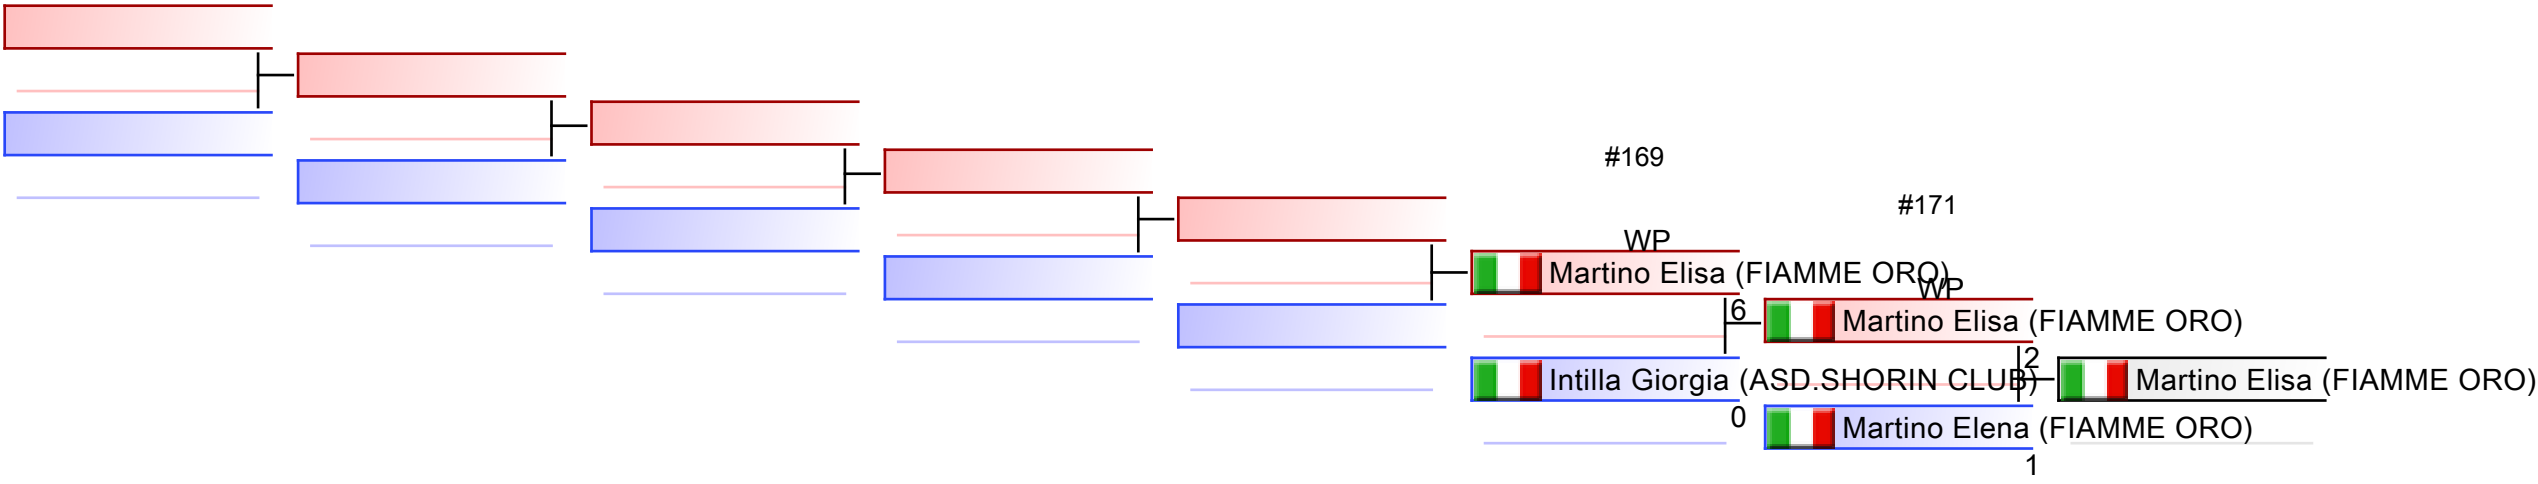 #169
#171
WP
Martino Elisa (FIAMME ORO)
WP
6
Martino Elisa (FIAMME ORO)
2
Intilla Giorgia (ASD.SHORIN CLUB)
Martino Elisa (FIAMME ORO)
0
Martino Elena (FIAMME ORO)
1